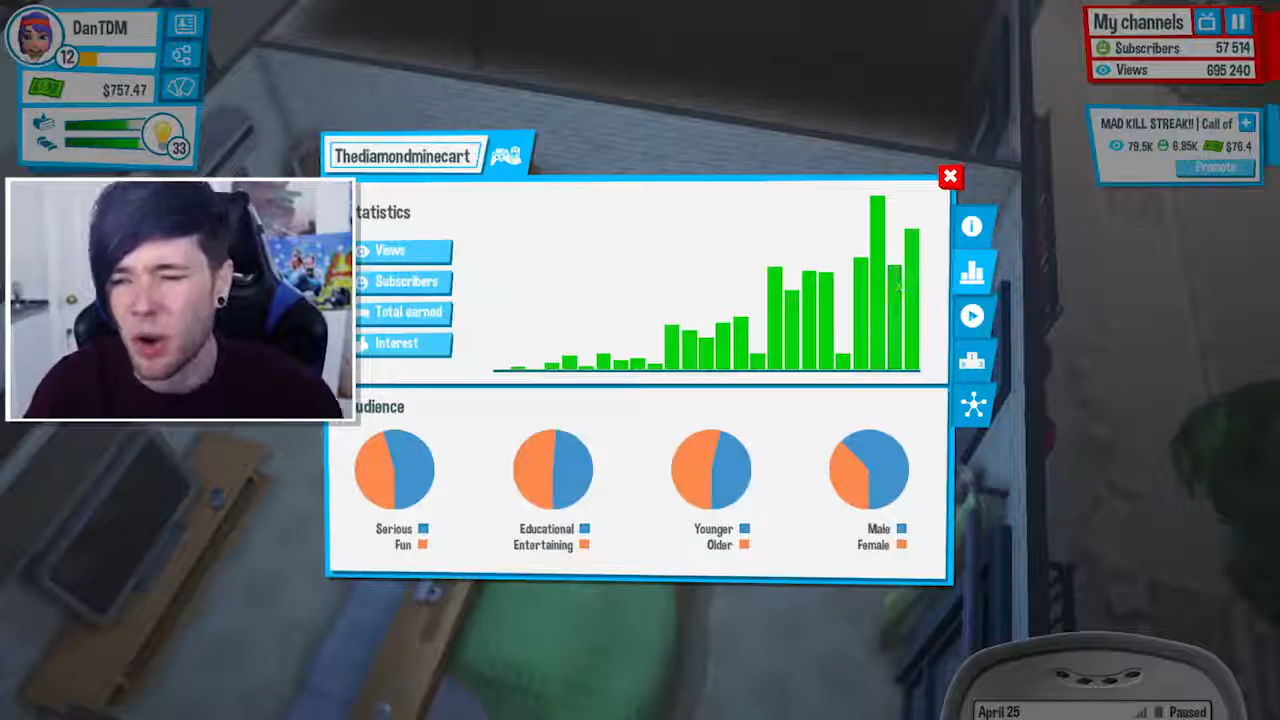 DanTDM
12
$757.47
33
My channels
Subscribers 57 514
Views 695 240
MAD KILL STREAK!! | Call of
79.5K 6.85K $76.4
Promote
Thediamondminecart
tatistics
Views
Subscribers
Total earned
Interest
udience
Serious
Fun
Educational
Entertaining
Younger
Older
Male
Female
April 25 Paused